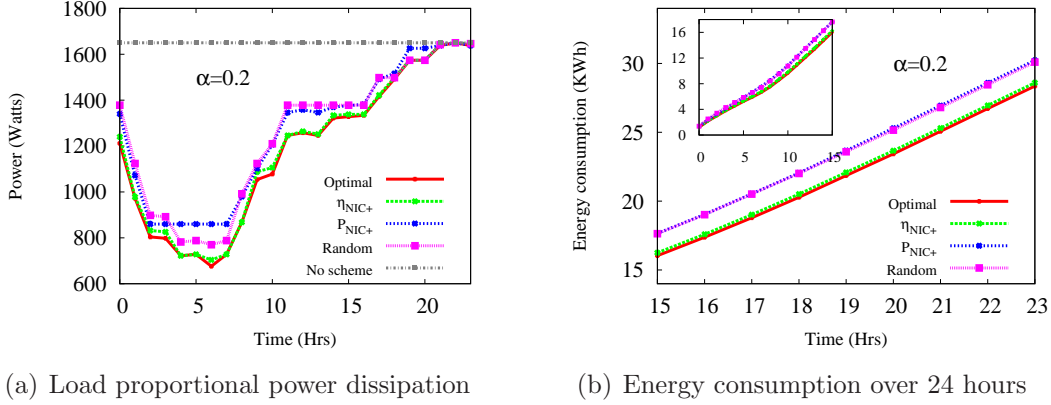 1800
1600
1400
1200
1000
800
600
0
5
10
15
20
Power (Watts)
Time (Hrs)
α=0.2
Optimal
ηNIC+
PNIC+
Random
No scheme
(a) Load proportional power dissipation
30
25
20
15
15
16
17
18
19
20
21
22
23
Energy consumption (KWh)
Time (Hrs)
16
12
8
4
0
0
5
10
15
α=0.2
Optimal
ηNIC+
PNIC+
Random
(b) Energy consumption over 24 hours